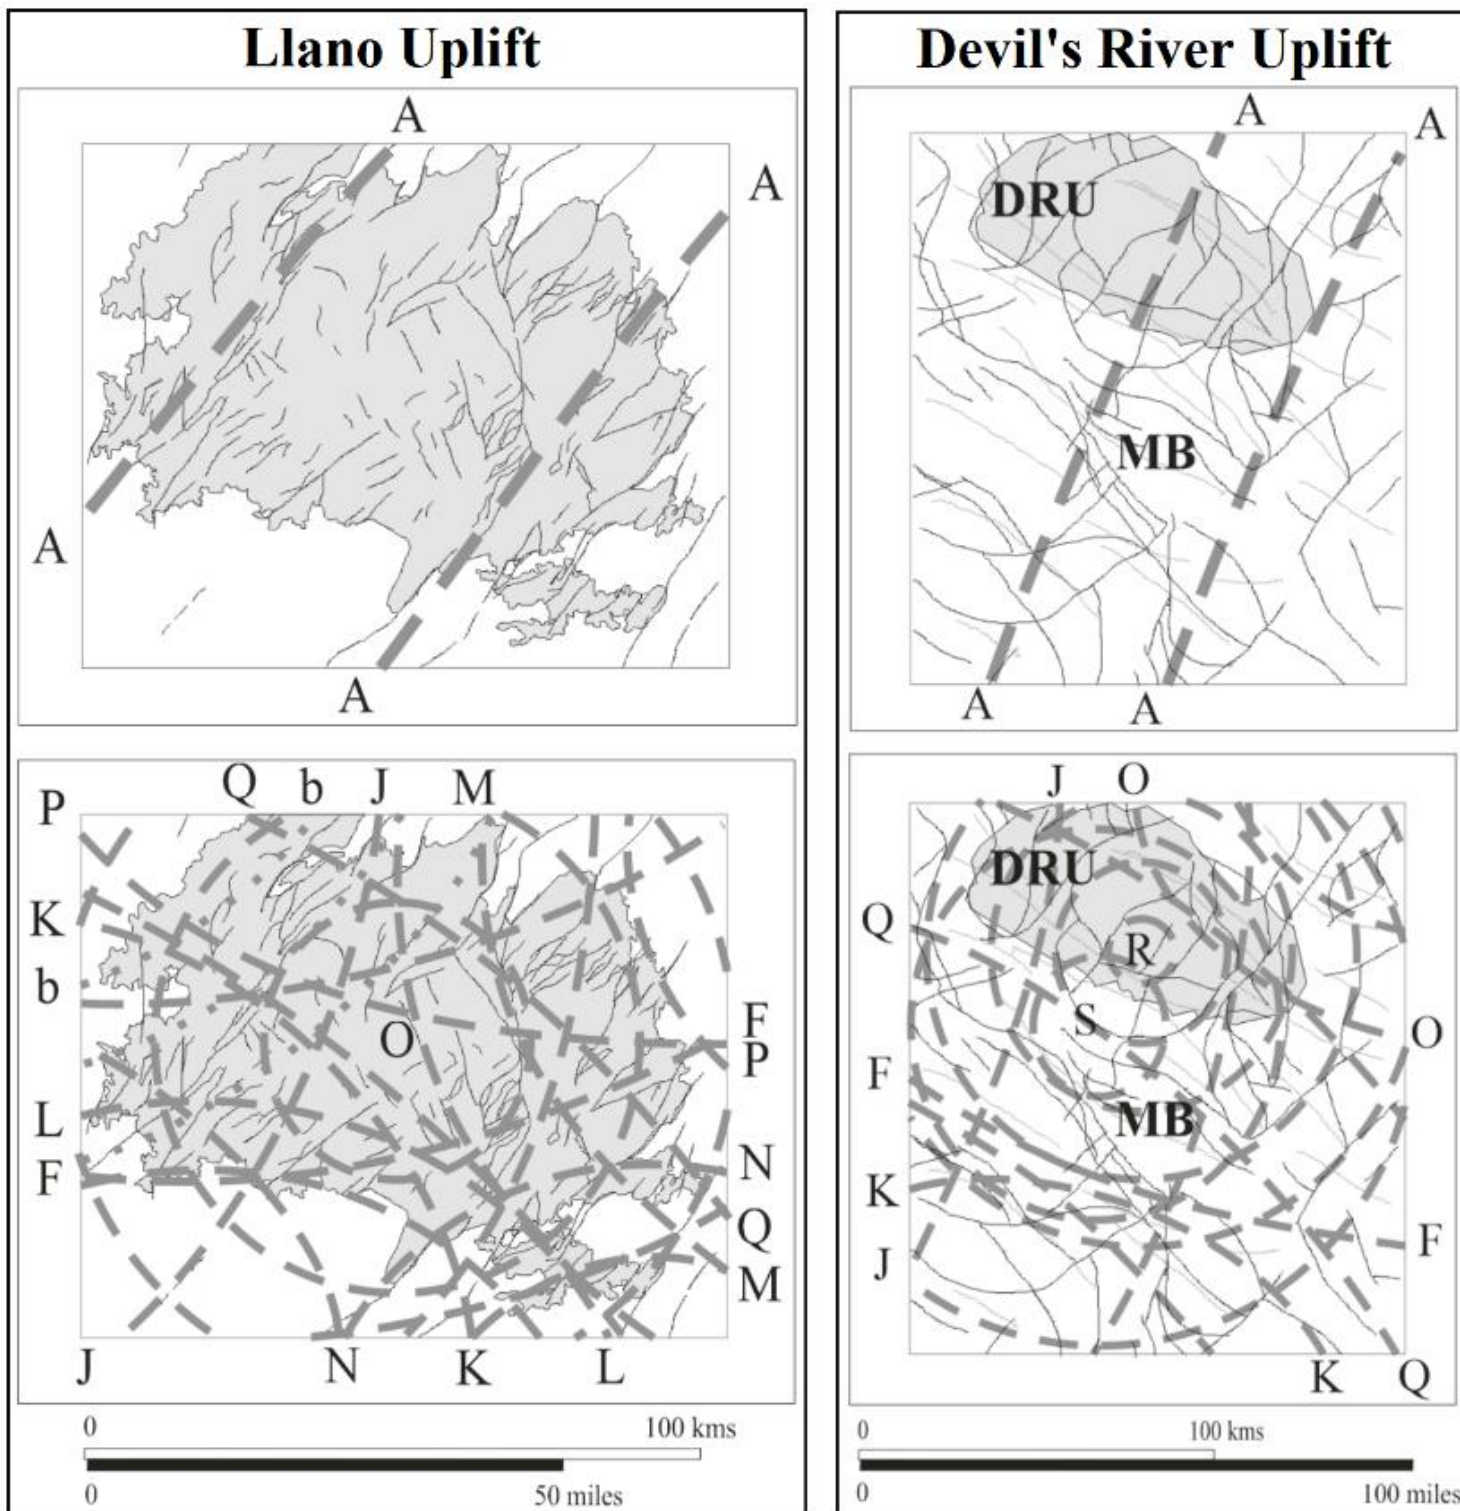 Llano Uplift
A
A
A
A
Q b J M
P
K
b
O
F
P
L
F
N
Q
M
J N K L
0 100 kms
0 50 miles
Devil's River Uplift
A A
DRU
MB
A A
J O
DRU
Q
R
S
O
F
MB
K
F
J
K Q
0 100 kms
0 100 miles